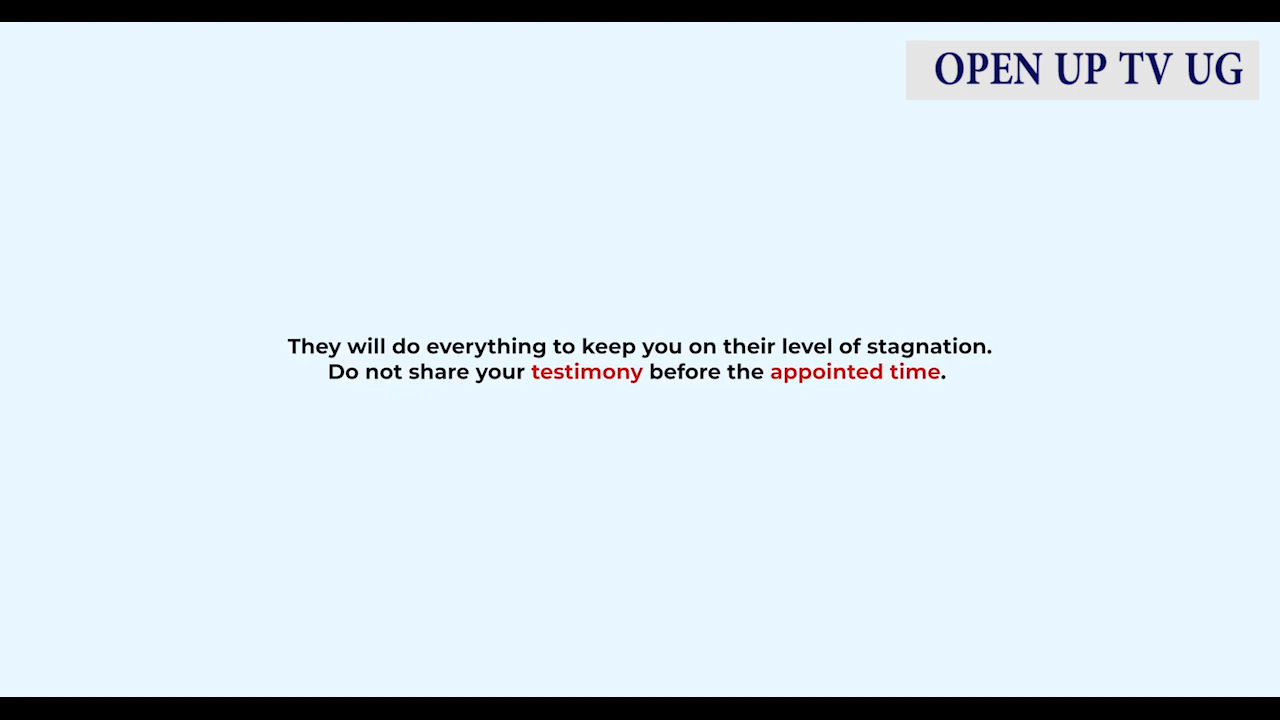 OPEN UP TV UG
They will do everything to keep you on their level of stagnation.
Do not share your testimony before the appointed time.